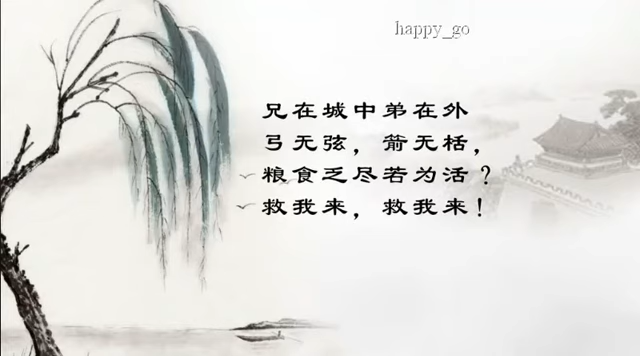 happy_go
兄在城中弟在外
弓无弦，箭无栝，
粮食乏尽若为活？
救我来，救我来！